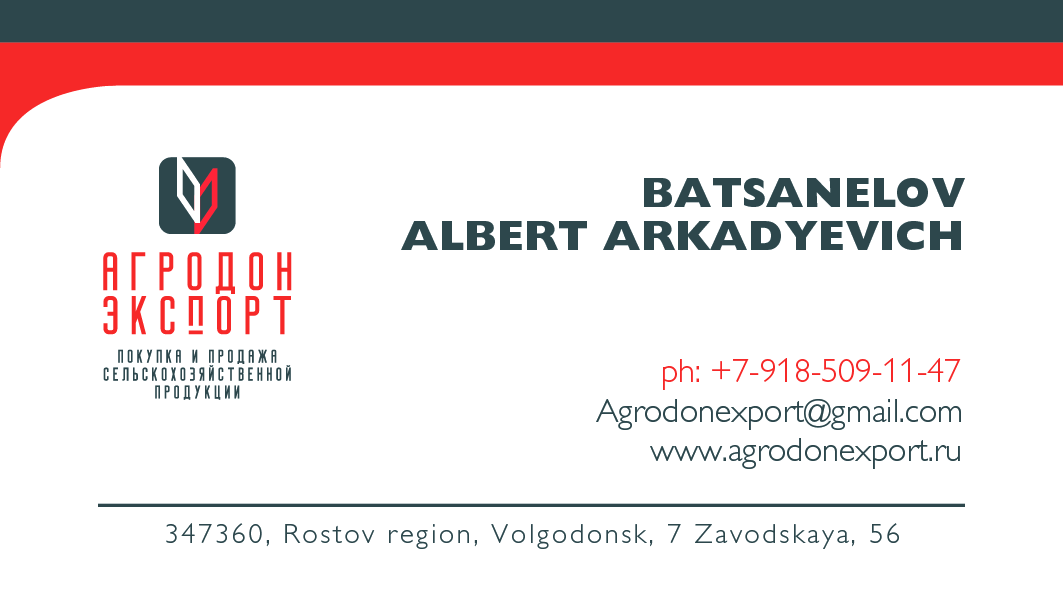 BATSANELOV
ALBERT ARKADYEVICH
АГРОДОН
ЭКСПОРТ
ПОКУПКА И ПРОДАЖА
СЕЛЬСКОХОЗЯЙСТВЕННОЙ
ПРОДУКЦИИ
ph: +7-918-509-11-47
Agrodonexport@gmail.com
www.agrodonexport.ru
347360, Rostov region, Volgodonsk, 7 Zavodskaya, 56